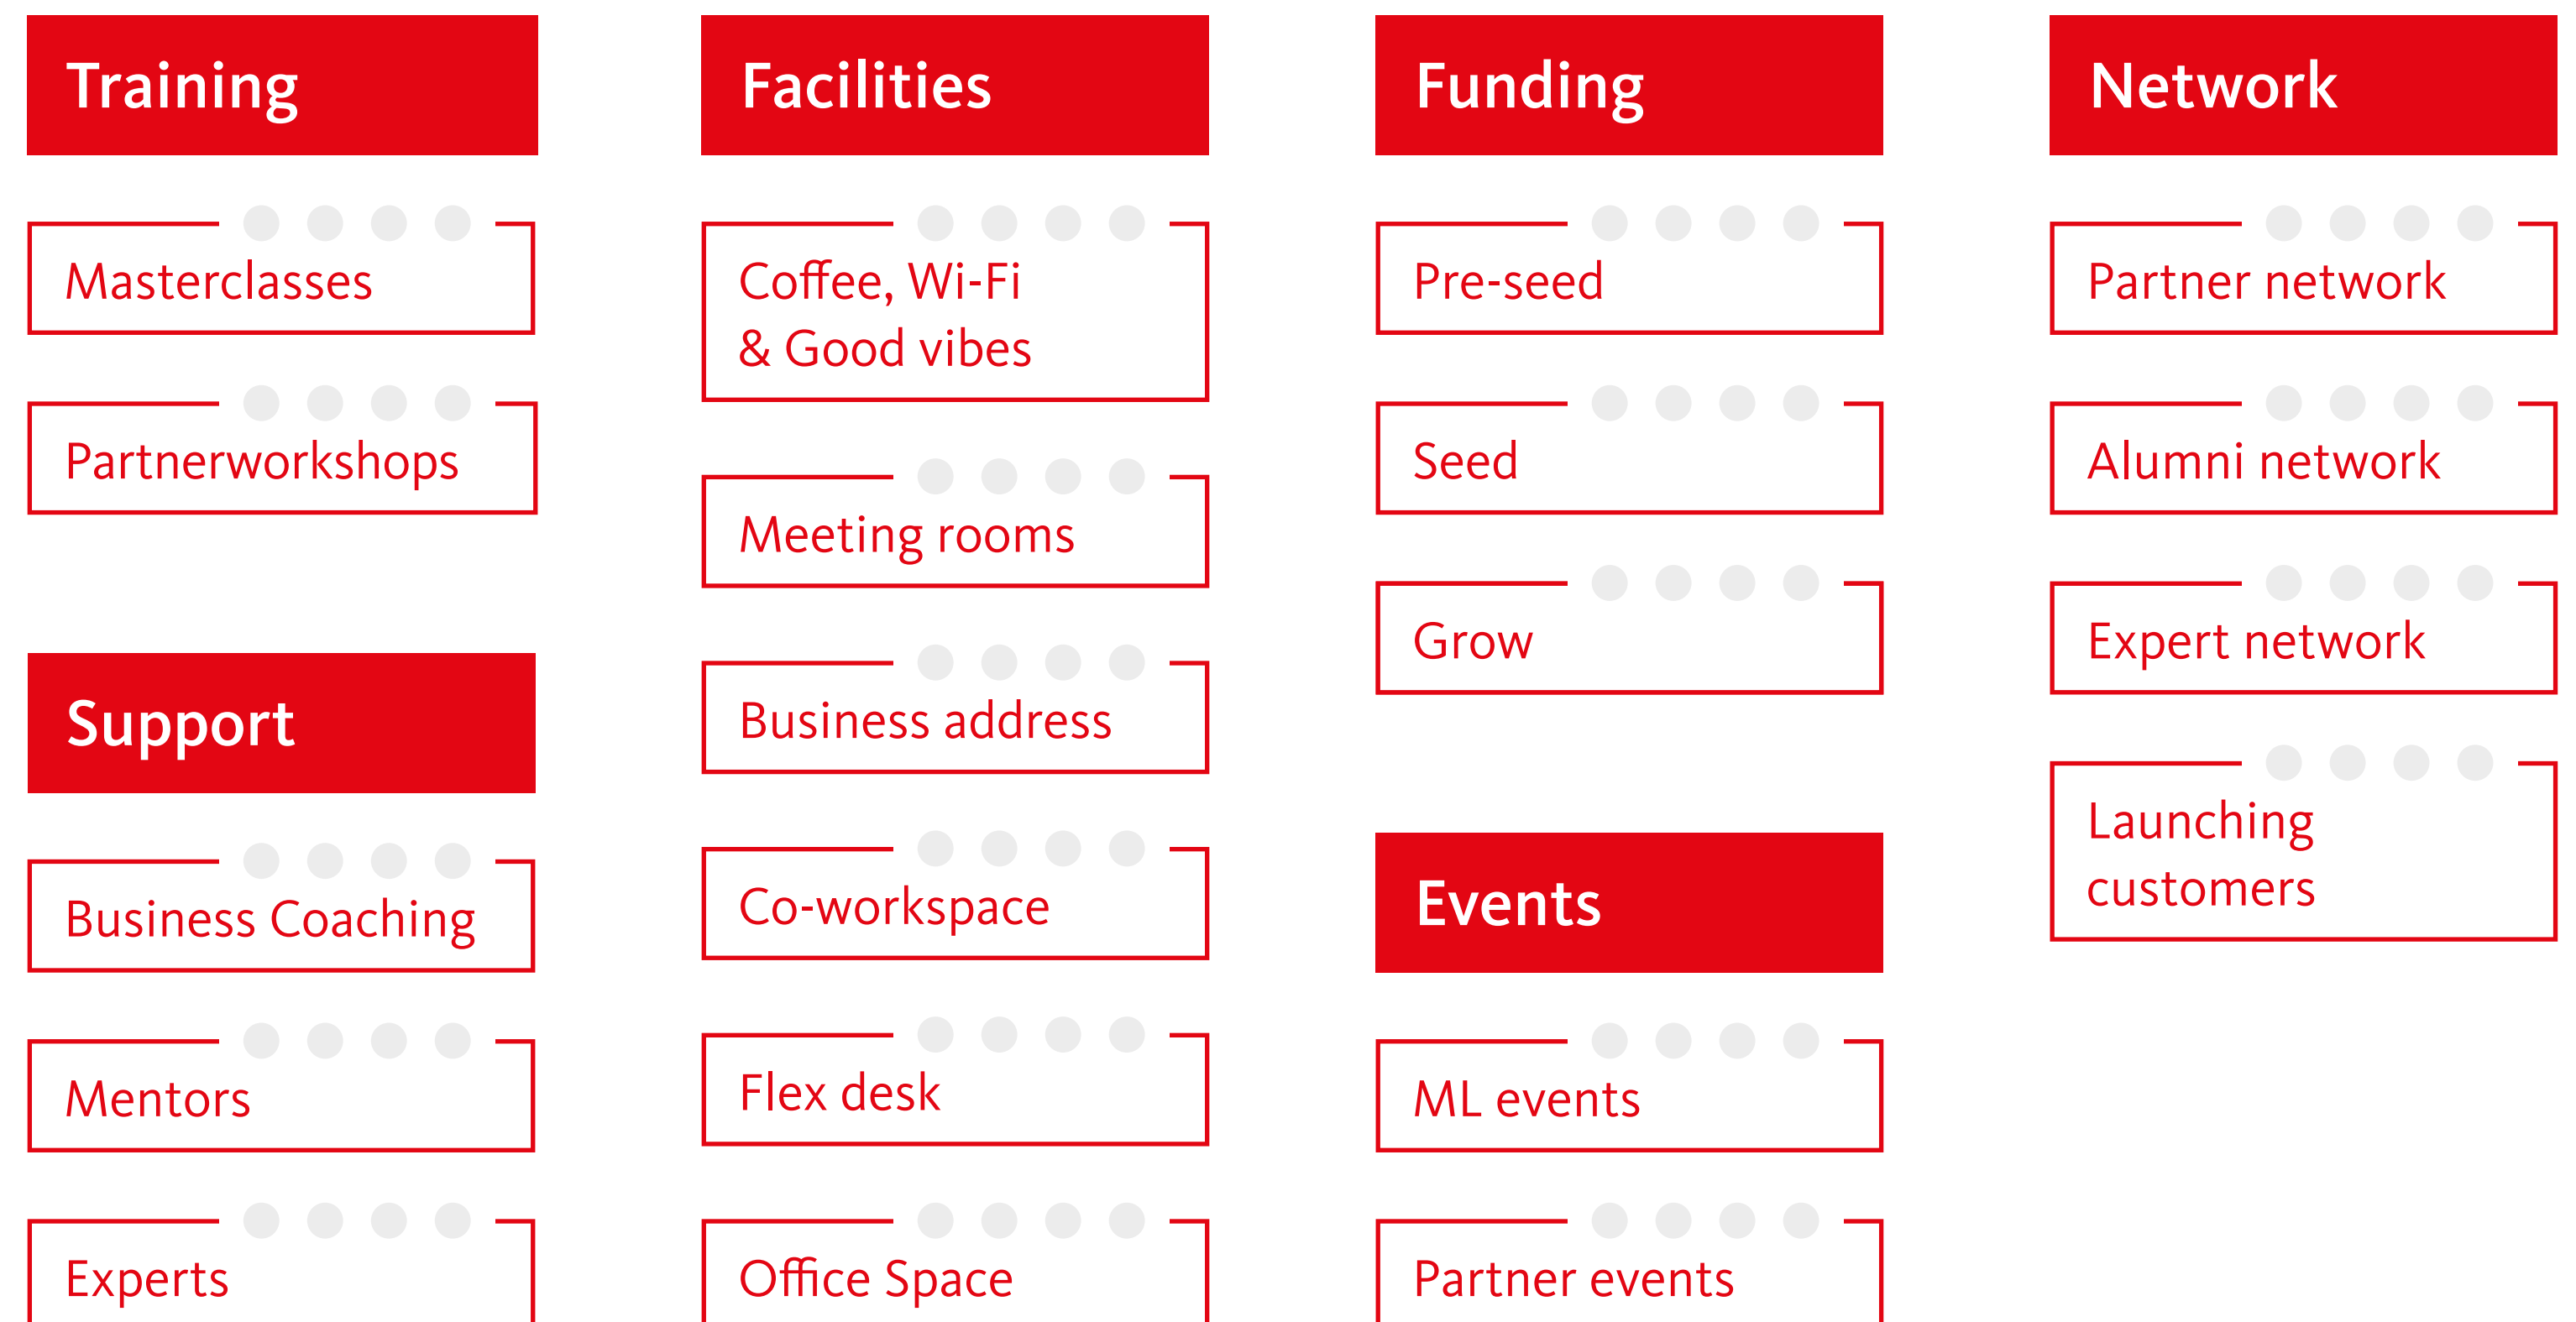 Training
Masterclasses
Partnerworkshops
Support
Business Coaching
Mentors
Experts
Facilities
Coffee, Wi-Fi
& Good vibes
Meeting rooms
Business address
Co-workspace
Flex desk
Office Space
Funding
Pre-seed
Seed
Grow
Events
ML events
Partner events
Network
Partner network
Alumni network
Expert network
Launching
customers